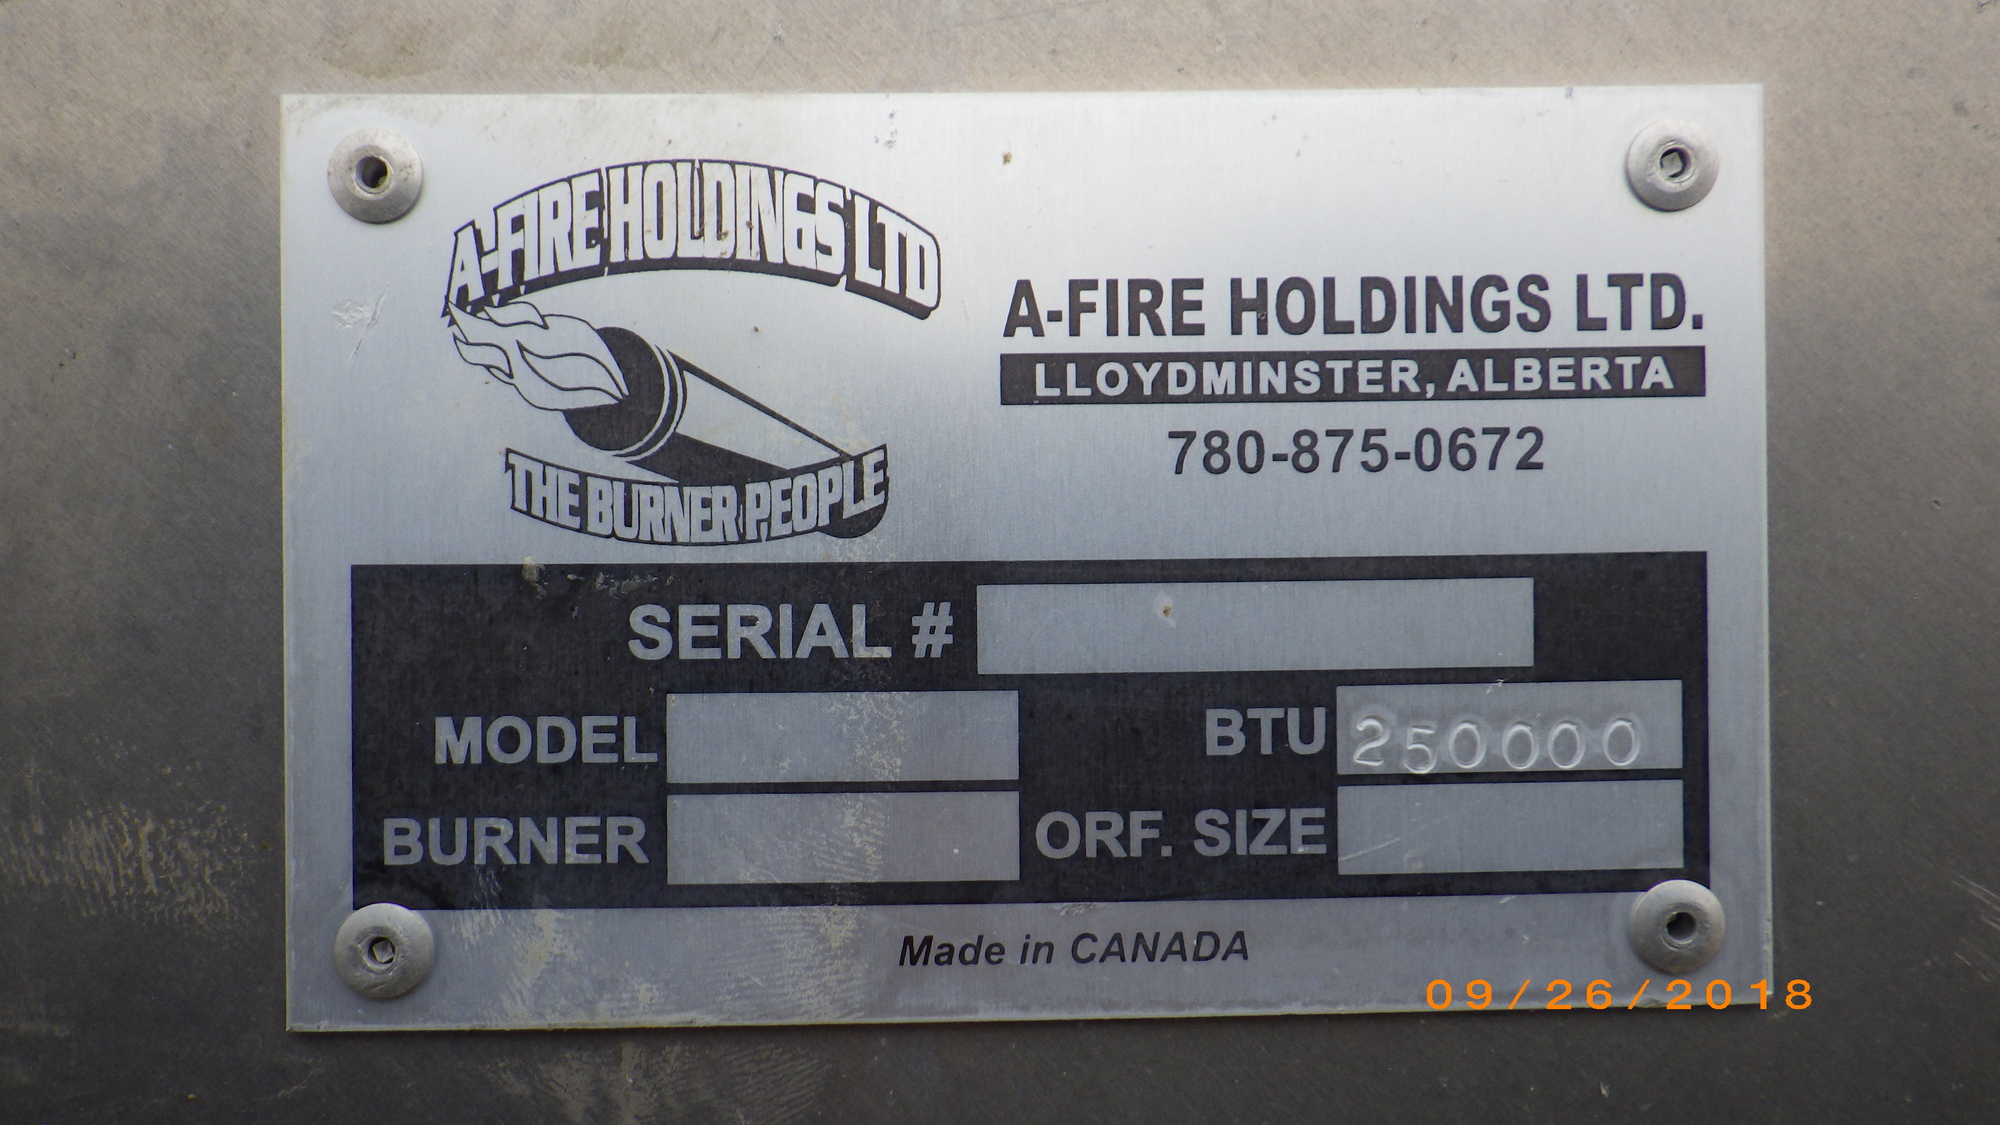 A-FIRE HOLDINGS LTD
THE BURNER PEOPLE
A-FIRE HOLDINGS LTD.
LLOYDMINSTER, ALBERTA
780-875-0672
SERIAL #
MODEL
BTU 250000
BURNER
ORF. SIZE
Made in CANADA
09/26/2018